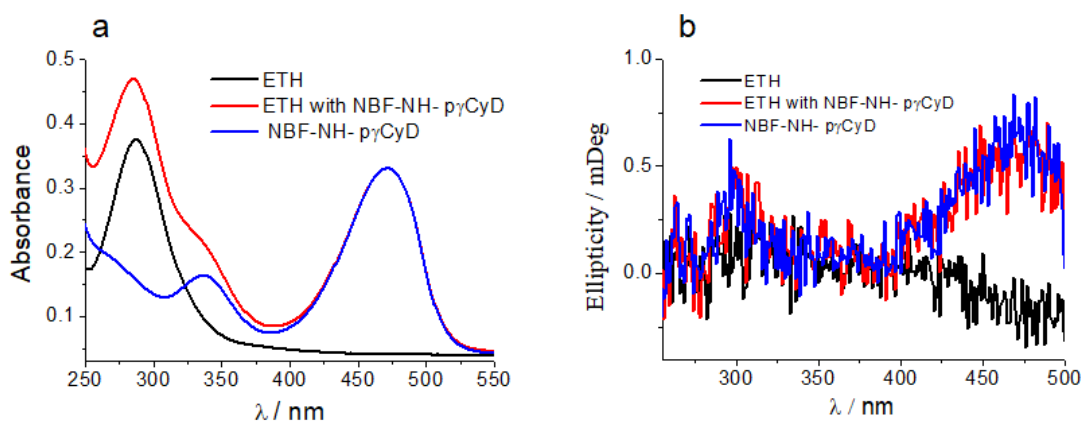 a
0.5
0.4
0.3
0.2
0.1
Absorbance
ETH
ETH with NBF-NH- pγCyD
NBF-NH- pγCyD
250 300 350 400 450 500 550
λ / nm
b
1.0
0.5
0.0
Ellipticity / mDeg
ETH
ETH with NBF-NH- pγCyD
NBF-NH- pγCyD
300 350 400 450 500
λ / nm